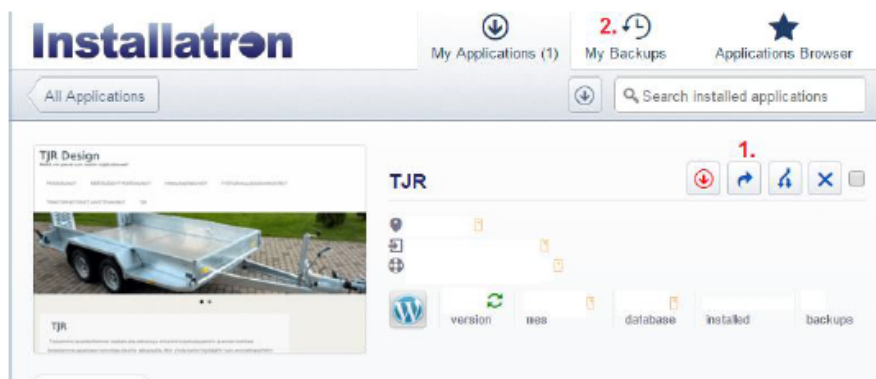 Installatron
My Applications (1)
2.
My Backups
Applications Browser
All Applications
Search installed applications
TJR Design
1.
TJR
version
database
installed
backups
TJR